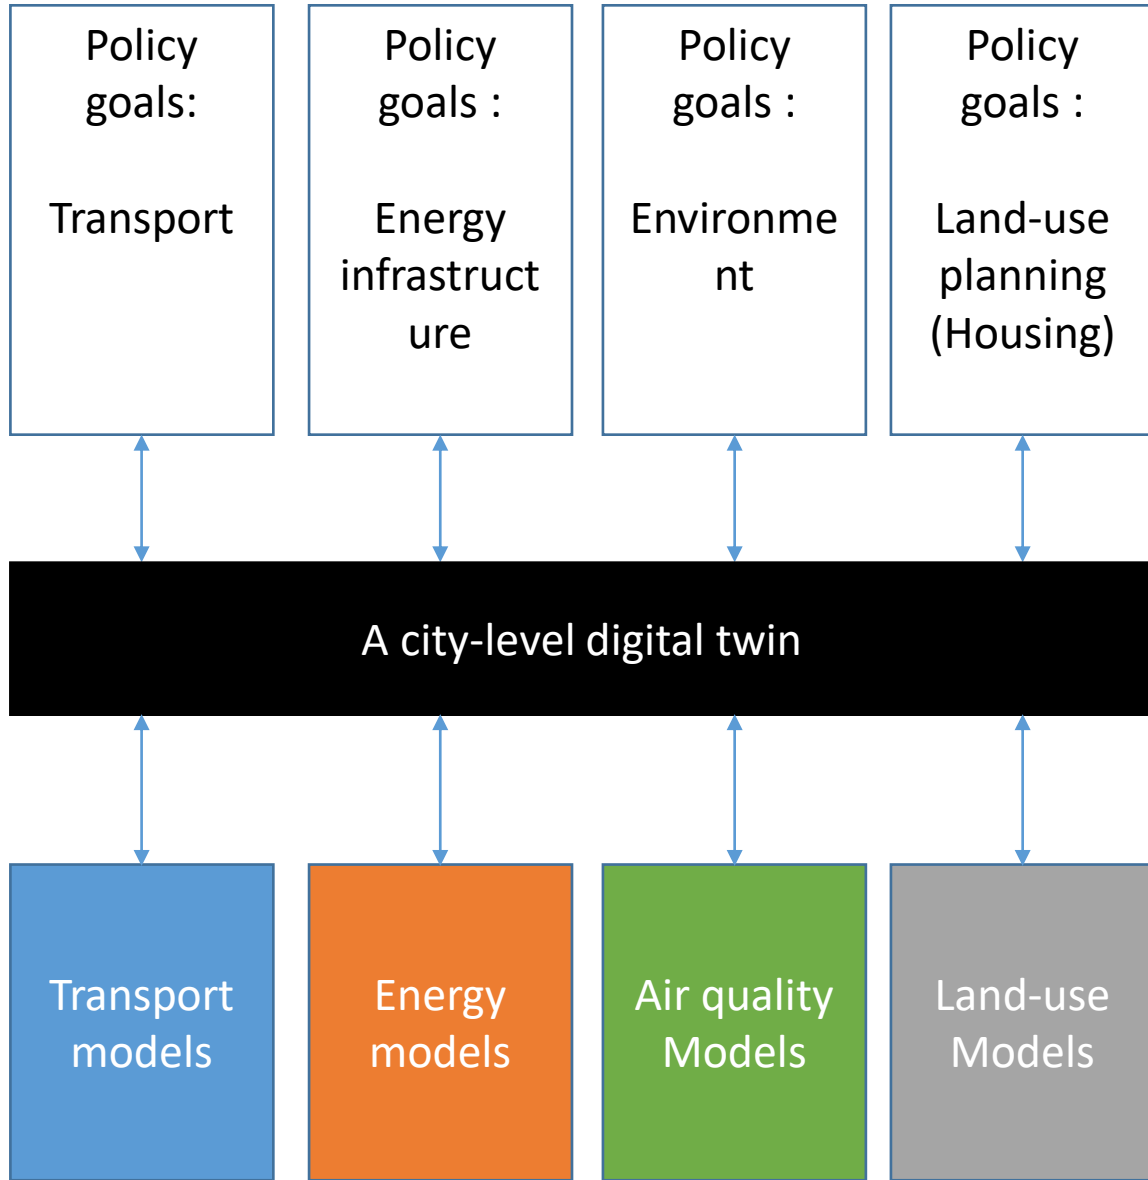 Policy
goals:
Transport
Policy
goals :
Energy
infrastruct
ure
Policy
goals :
Environme
nt
Policy
goals :
Land-use
planning
(Housing)
A city-level digital twin
Transport
models
Energy
models
Air quality
Models
Land-use
Models